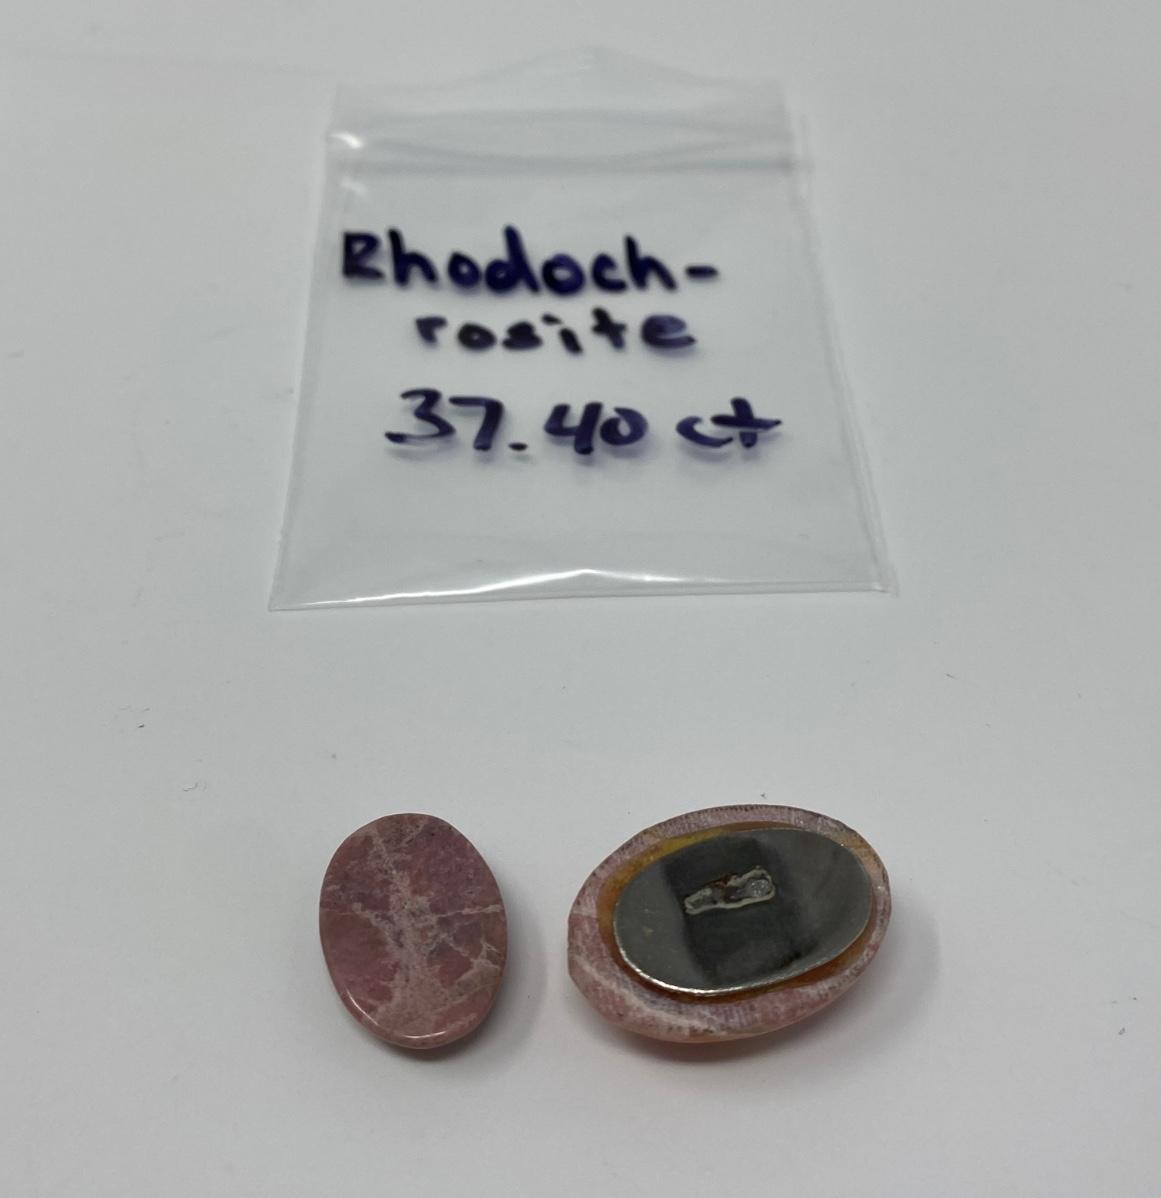 Rhodoch-
rosite
37.40 ct